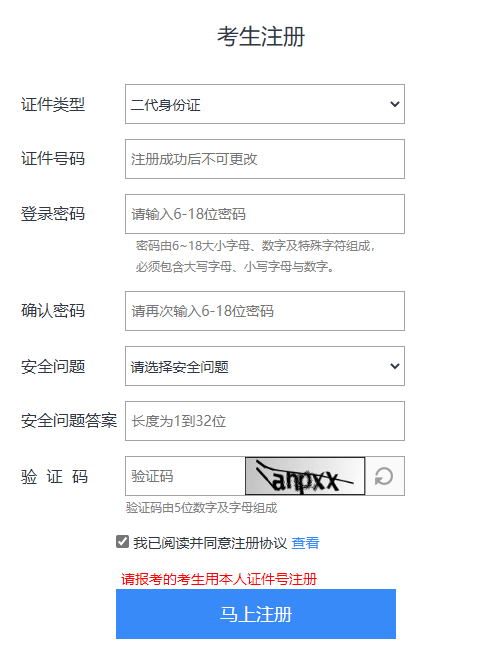 考生注册
证件类型 二代身份证
证件号码 注册成功后不可更改
登录密码 请输入6-18位密码
密码由6~18大小字母、数字及特殊字符组成，
必须包含大写字母、小写字母与数字。
确认密码 请再次输入6-18位密码
安全问题 请选择安全问题
安全问题答案 长度为1到32位
验 证 码 验证码 anpxx
验证码由5位数字及字母组成
我已阅读并同意注册协议 查看
请报考的考生用本人证件号注册
马上注册